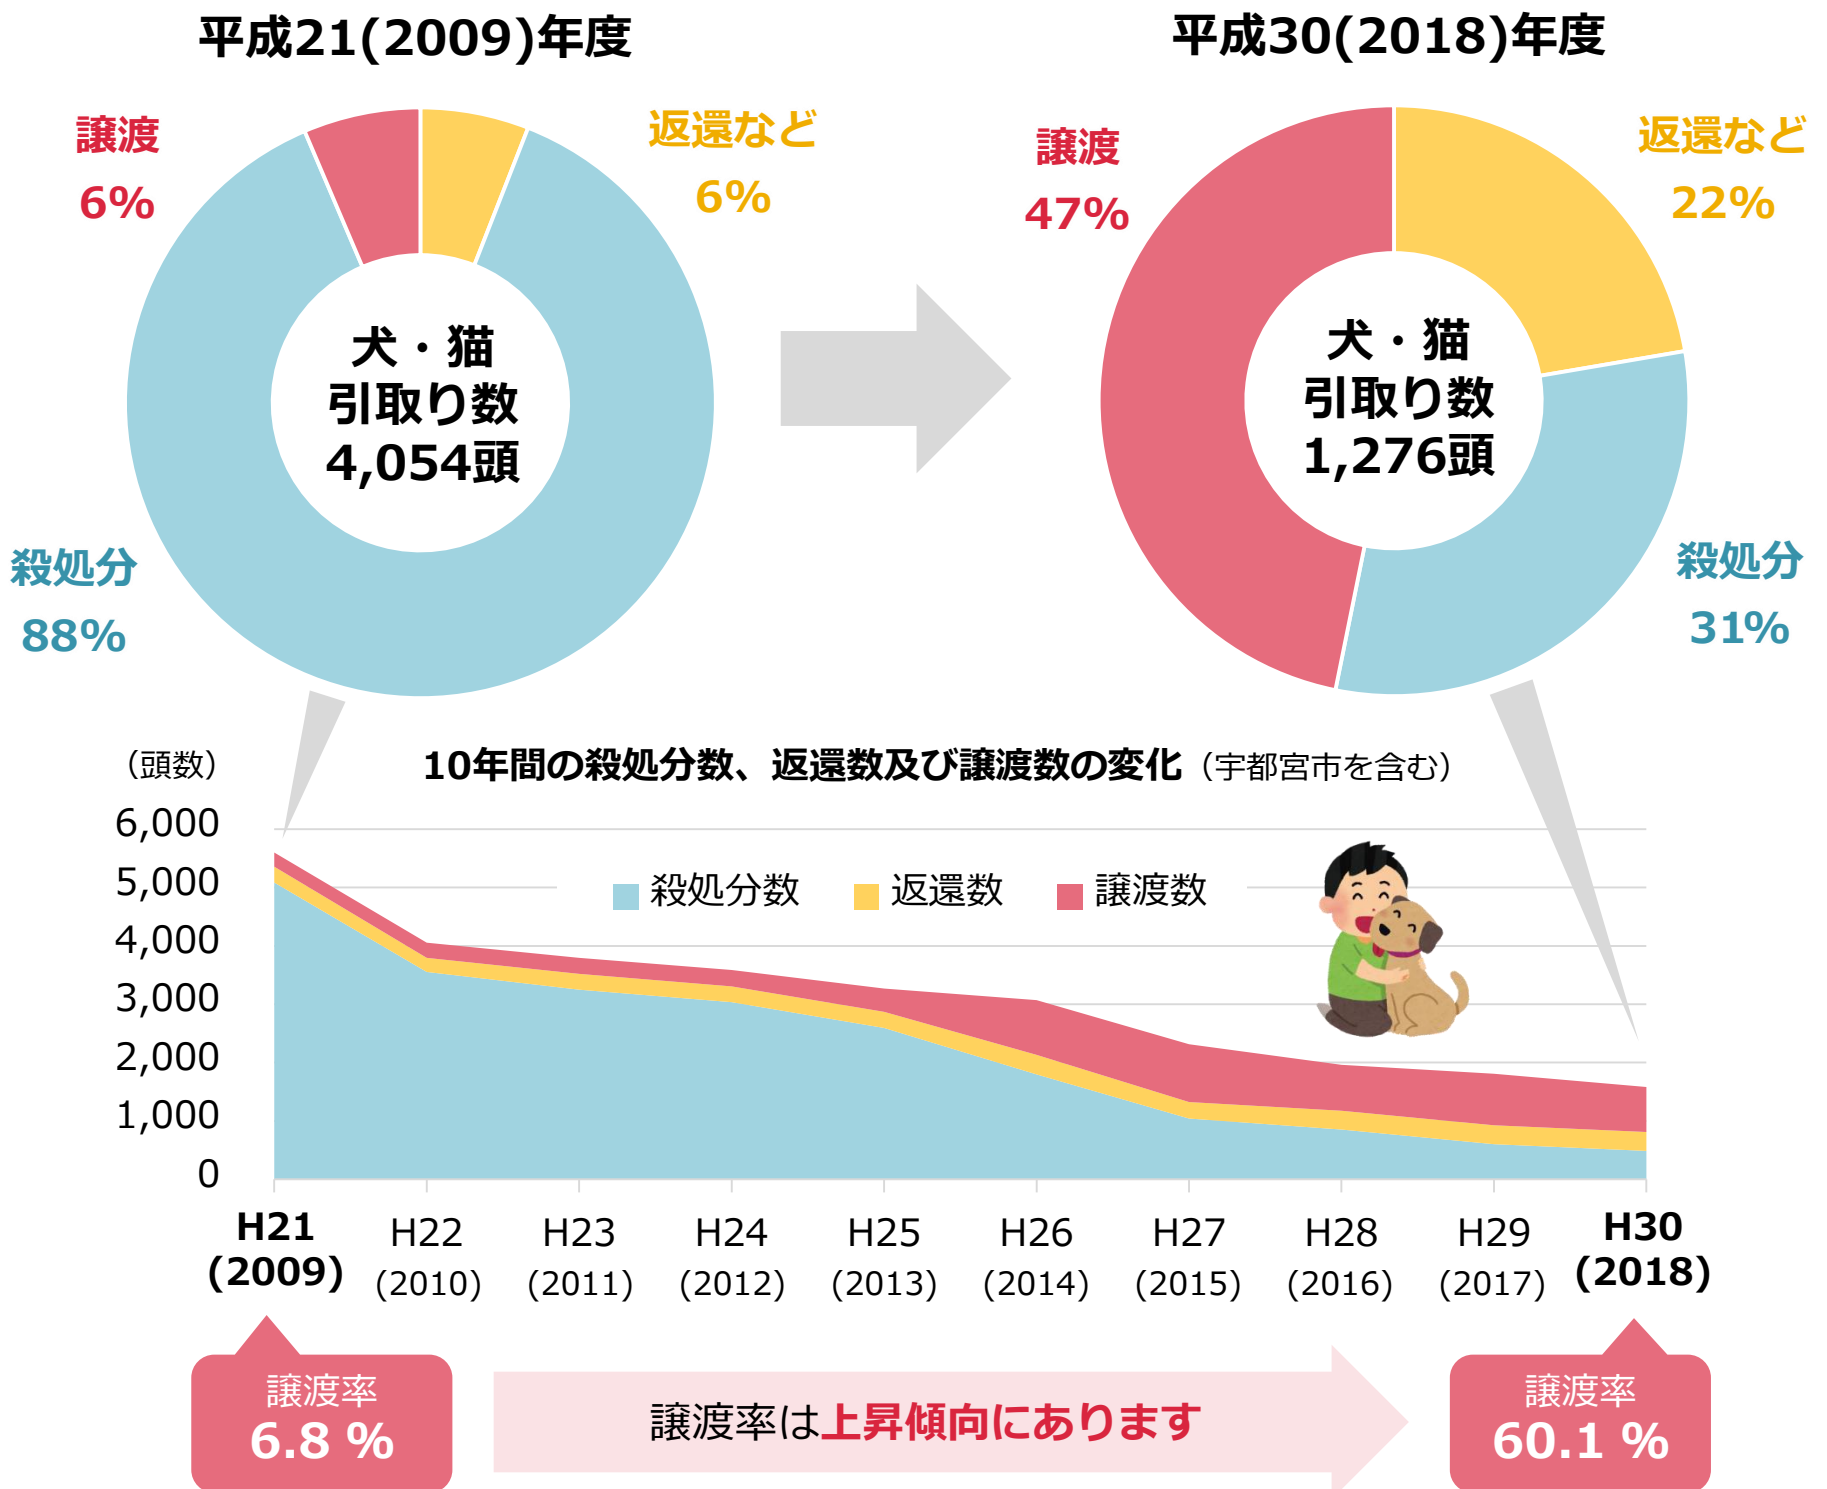 平成21(2009)年度
平成30(2018)年度
譲渡
6%
返還など
6%
殺処分
88%
犬・猫
引取り数
4,054頭
譲渡
47%
返還など
22%
殺処分
31%
犬・猫
引取り数
1,276頭
（頭数）
10年間の殺処分数、返還数及び譲渡数の変化（宇都宮市を含む）
6,000
5,000
4,000
3,000
2,000
1,000
0
殺処分数 返還数 譲渡数
H21 H22 H23 H24 H25 H26 H27 H28 H29 H30
(2009) (2010) (2011) (2012) (2013) (2014) (2015) (2016) (2017) (2018)
譲渡率
6.8 %
譲渡率は上昇傾向にあります
譲渡率
60.1 %